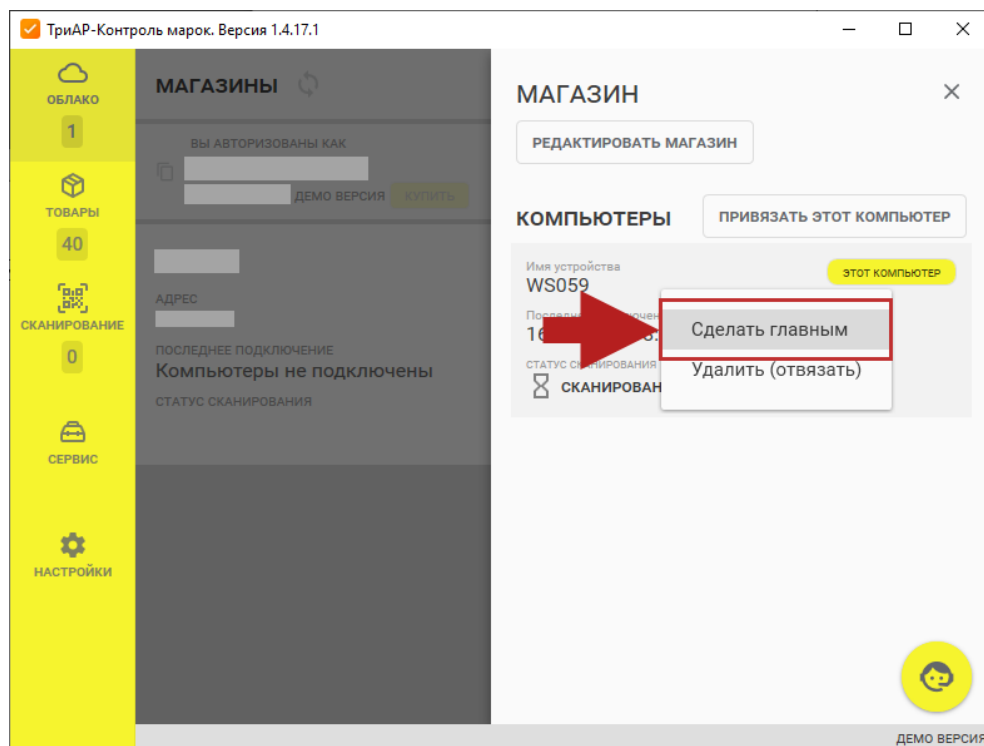 ТриАР-Контроль марок. Версия 1.4.17.1
ОБЛАКО
1
ТОВАРЫ
40
СКАНИРОВАНИЕ
0
СЕРВИС
НАСТРОЙКИ
МАГАЗИНЫ
ВЫ АВТОРИЗОВАНЫ КАК
ДЕМО ВЕРСИЯ КУПИТЬ
АДРЕС
ПОСЛЕДНЕЕ ПОДКЛЮЧЕНИЕ
Компьютеры не подключены
СТАТУС СКАНИРОВАНИЯ
МАГАЗИН
РЕДАКТИРОВАТЬ МАГАЗИН
КОМПЬЮТЕРЫ ПРИВЯЗАТЬ ЭТОТ КОМПЬЮТЕР
Имя устройства
WS059
ЭТОТ КОМПЬЮТЕР
Сделать главным
СТАТУС СКАНИРОВАНИЯ
Удалить (отвязать)
ДЕМО ВЕРСИЯ